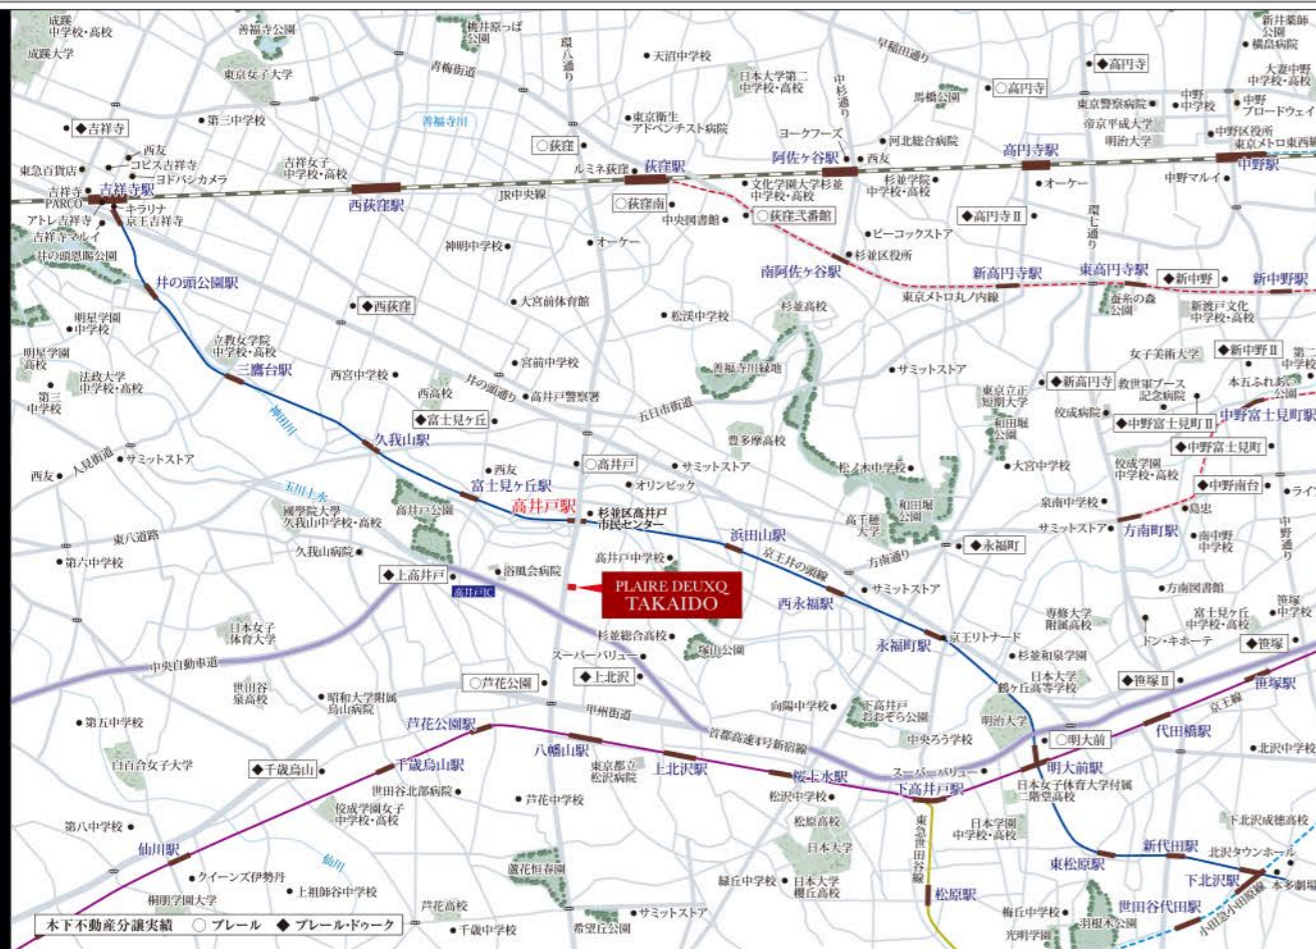 成蹊
中学校・高校
成蹊大学
善福寺公園
東京女子大学
桃井原っぱ
公園
青梅街道
環八通り
天沼中学校
日本大学第二
中学校・高校
中杉通り
早稲田通り
馬橋公園
○高円寺
◆高円寺
新井薬師
公園
横畠病院
大妻中野
中学校・高校
東京警察病院
中野
中学校
中野
ブロードウェイ
帝京平成大学
明治大学
中野区役所
東京メトロ東西線
◆吉祥寺
第三中学校
善福寺川
東京衛生
アドベンチスト病院
○荻窪
ヨークフーズ
河北総合病院
西友
コピス吉祥寺
ヨドバシカメラ
東急百貨店
吉祥寺
PARCO
吉祥寺駅
キラリナ
京王吉祥寺
アトレ吉祥寺
吉祥寺マルイ
井の頭恩賜公園
吉祥女子
中学校・高校
西荻窪駅
JR中央線
ルミネ荻窪
荻窪駅
阿佐ヶ谷駅
西友
高円寺駅
中野駅
中野マルイ
文化学園大学杉並
中学校・高校
杉並学院
中学校・高校
オーケー
○荻窪南
中央図書館
○荻窪弐番館
◆高円寺Ⅱ
環七通り
神明中学校
オーケー
ピーコックストア
杉並区役所
南阿佐ヶ谷駅
新高円寺駅
東高円寺駅
◆新中野
新中野駅
東京メトロ丸ノ内線
蚕糸の森
公園
新渡戸文化
中学校・高校
井の頭公園駅
◆西荻窪
大宮前体育館
松渓中学校
杉並高校
明星学園
中学校
明星学園
高校
立教女学院
中学校・高校
三鷹台駅
法政大学
中学校・高校
第三
中学校
神田川
西宮中学校
西高校
宮前中学校
井の頭通り
高井戸警察署
善福寺川緑地
五日市街道
サミットストア
女子美術大学
◆新中野Ⅱ
第二
中学校
東京立正
短期大学
◆新高円寺
救世軍ブース
記念病院
本五ふれあい
公園
佼成病院
◆中野富士見町Ⅱ
中野富士見町駅
◆富士見ヶ丘
久我山駅
豊多摩高校
和田堀
公園
◆中野富士見町
西友
人見街道
サミットストア
玉川上水
西友
富士見ヶ丘駅
○高井戸
サミットストア
オリンピック
松ノ木中学校
大宮中学校
佼成学園
中学校・高校
◆中野南台
國學院大學
久我山中学校・高校
高井戸公園
高井戸駅
杉並区高井戸
市民センター
浜田山駅
和田堀
公園
高千穂
大学
泉南中学校
サミットストア
方南町駅
島忠
南中野
中学校
中野通り
東八道路
第六中学校
久我山病院
高井戸中学校
京王井の頭線
方南通り
◆永福町
◆上高井戸
浴風会病院
高井戸IC
PLAIRE DEUXQ
TAKAIDO
西永福駅
サミットストア
方南図書館
日本女子
体育大学
中央自動車道
杉並総合高校
スーパーバリュー
塚山公園
永福町駅
京王リトナード
専修大学
附属高校
ドン・キホーテ
富士見ヶ丘
中学校・高校
笹塚
中学校
杉並和泉学園
◆笹塚
世田谷
泉高校
昭和大学附属
烏山病院
○芦花公園
◆上北沢
日本大学
鶴ヶ丘高等学校
◆笹塚Ⅱ
笹塚駅
京王線
第五中学校
芦花公園駅
甲州街道
向陽中学校
下高井戸
おおぞら公園
明治大学
代田橋駅
首都高速4号新宿線
中央ろう学校
○明大前
北沢中学校
白百合女子大学
◆千歳烏山
千歳烏山駅
八幡山駅
東京都立
松沢病院
上北沢駅
桜上水駅
スーパーバリュー
下高井戸駅
明大前駅
世田谷北部病院
芦花中学校
松沢中学校
日本女子体育大学付属
二階堂高校
佼成学園女子
中学校・高校
第八中学校
仙川駅
仙川
松原高校
日本大学
東急世田谷線
日本学園
中学校・高校
下北沢成徳高校
新代田駅
北沢タウンホール
東松原駅
下北沢駅
本多劇場
クイーンズ伊勢丹
上祖師谷中学校
桐朋学園大学
蘆花恒春園
緑丘中学校
日本大学
櫻丘高校
松原駅
世田谷代田駅
小田急小田原線
芦花高校
千歳中学校
サミットストア
希望丘公園
梅丘中学校
光明学園
羽根木公園
木下不動産分譲実績 ○プレール ◆プレール・ドゥーク